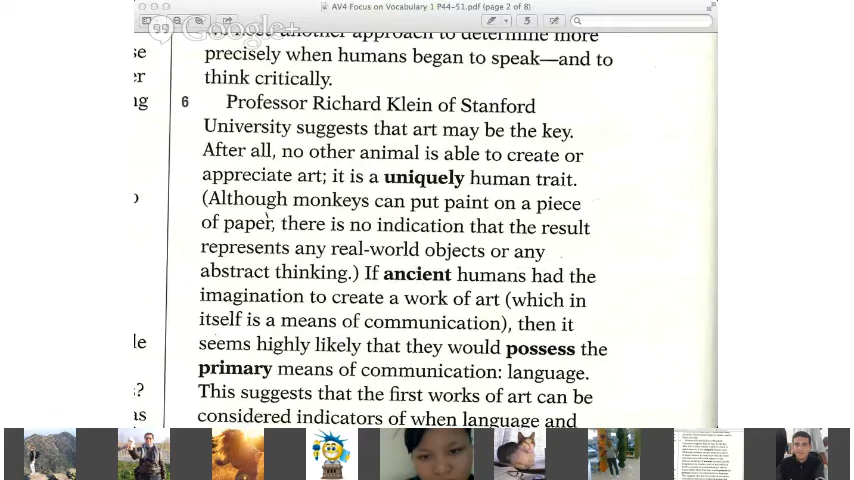 AV4 Focus on Vocabulary 1 P44-51.pdf (page 2 of 8)
Google+
another approach to determine more
precisely when humans began to speak—and to
think critically.
6 Professor Richard Klein of Stanford
University suggests that art may be the key.
After all, no other animal is able to create or
appreciate art; it is a uniquely human trait.
(Although monkeys can put paint on a piece
of paper, there is no indication that the result
represents any real-world objects or any
abstract thinking.) If ancient humans had the
imagination to create a work of art (which in
itself is a means of communication), then it
seems highly likely that they would possess the
primary means of communication: language.
This suggests that the first works of art can be
considered indicators of when language and